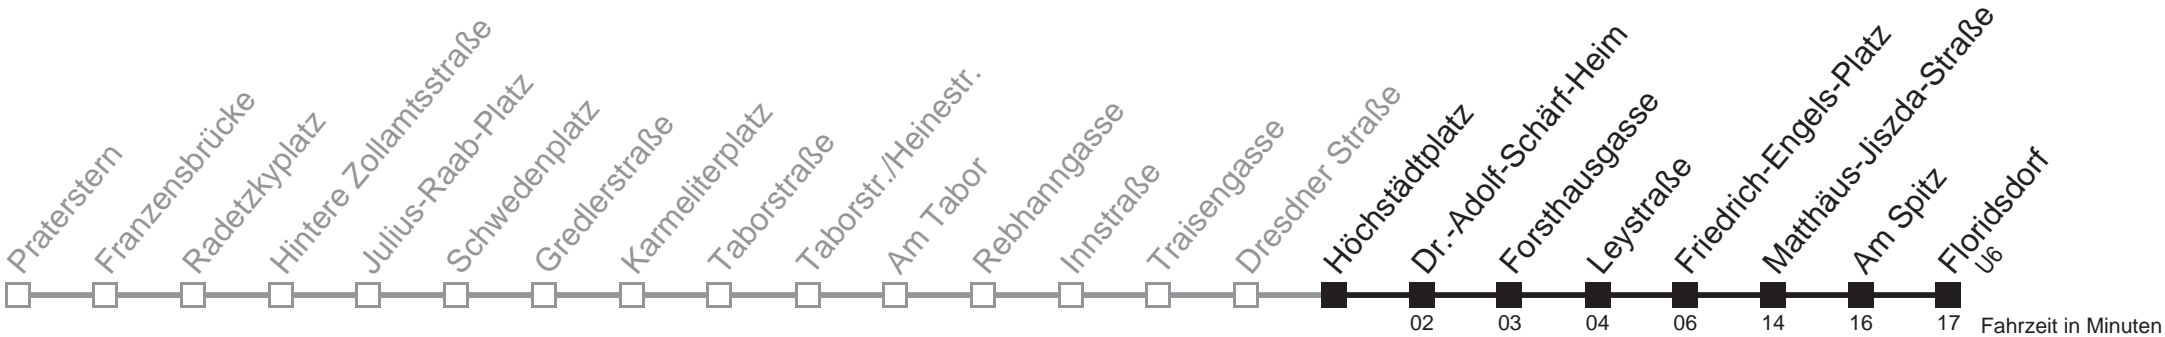 Praterstern
Franzensbrücke
Radetzkyplatz
Hintere Zollamtsstraße
Julius-Raab-Platz
Schwedenplatz
Gredlerstraße
Karmeliterplatz
Taborstraße
Taborstr./Heinestr.
Am Tabor
Rebhanngasse
Innstraße
Traisengasse
Dresdner Straße
Höchstädtplatz
Dr.-Adolf-Schärf-Heim
Forsthausgasse
Leystraße
Friedrich-Engels-Platz
Matthäus-Jiszda-Straße
Am Spitz
Floridsdorf
U6
02 03 04 06 14 16 17 Fahrzeit in Minuten